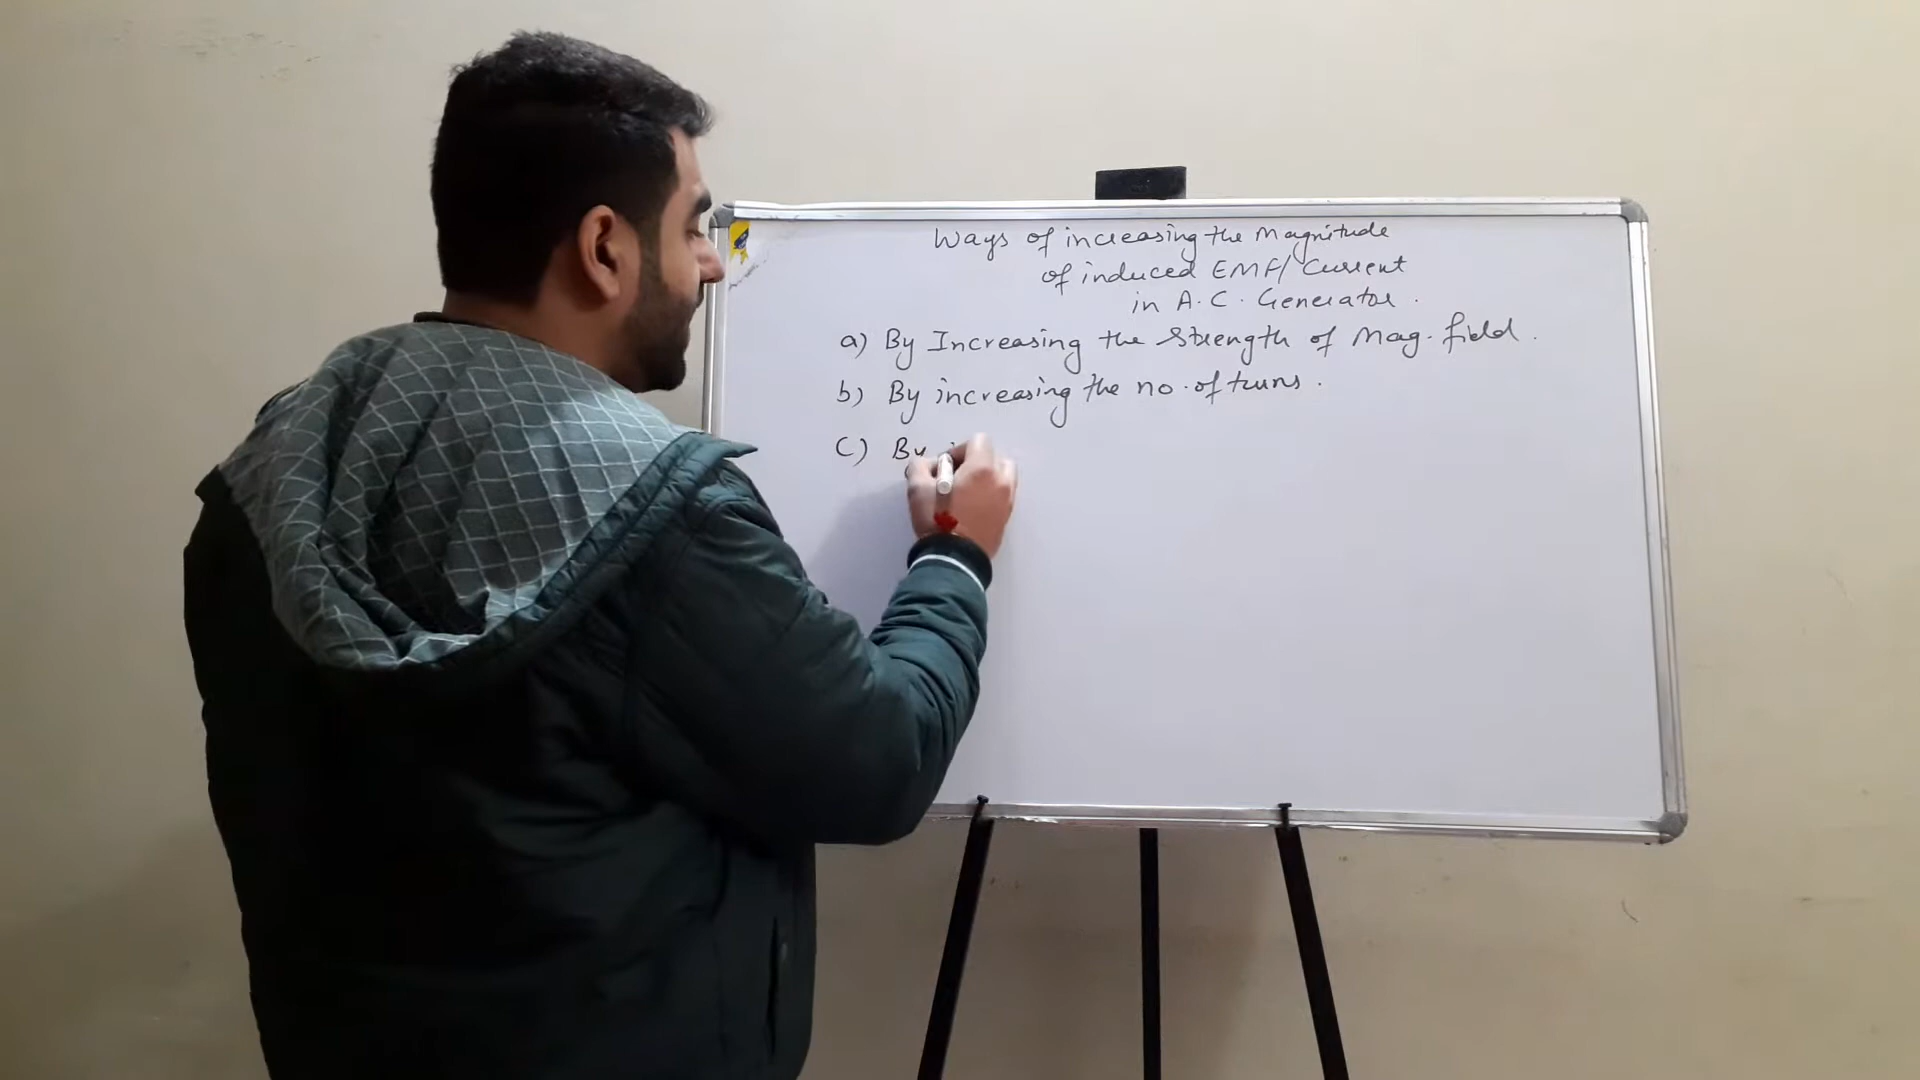 Ways of increasing the Magnitude
of induced EMF/ Current
in A.C. Generator.
a) By Increasing the Strength of Mag. field.
b) By increasing the no. of turns.
C) By